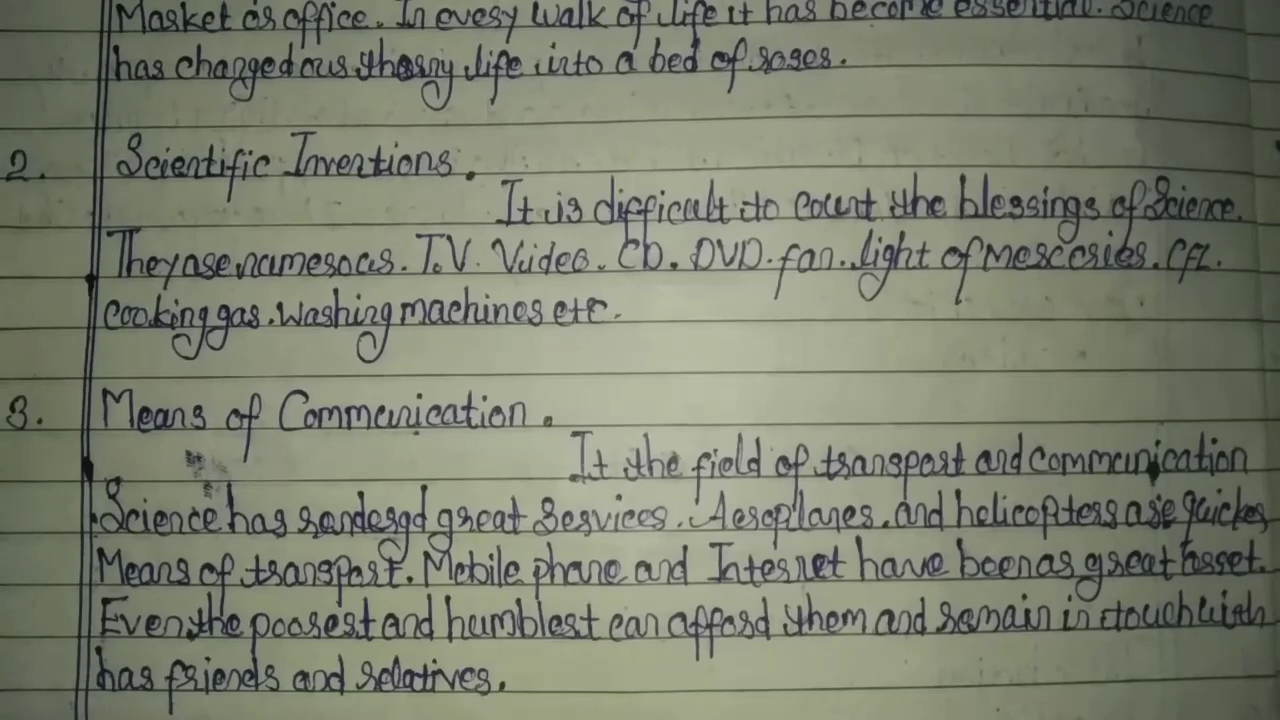 Market or office. In every walk of life it has become essential. Science
has changed our thorny life into a bed of roses.
2. Scientific Inventions.
It is difficult to count the blessings of Science.
They are numerous. T.V. Video. CD. DVD. fan. light of Mercories. CFL.
cooking gas. washing machines etc.
3. Means of Communication.
It the field of transport and communication
Science has randerd great Services. Aeroplanes. and helicopters are quicker
Means of transport. Mobile phone and Internet have been as great asset.
Even the poorest and humblest can afford them and remain in touch with
has friends and relatives.